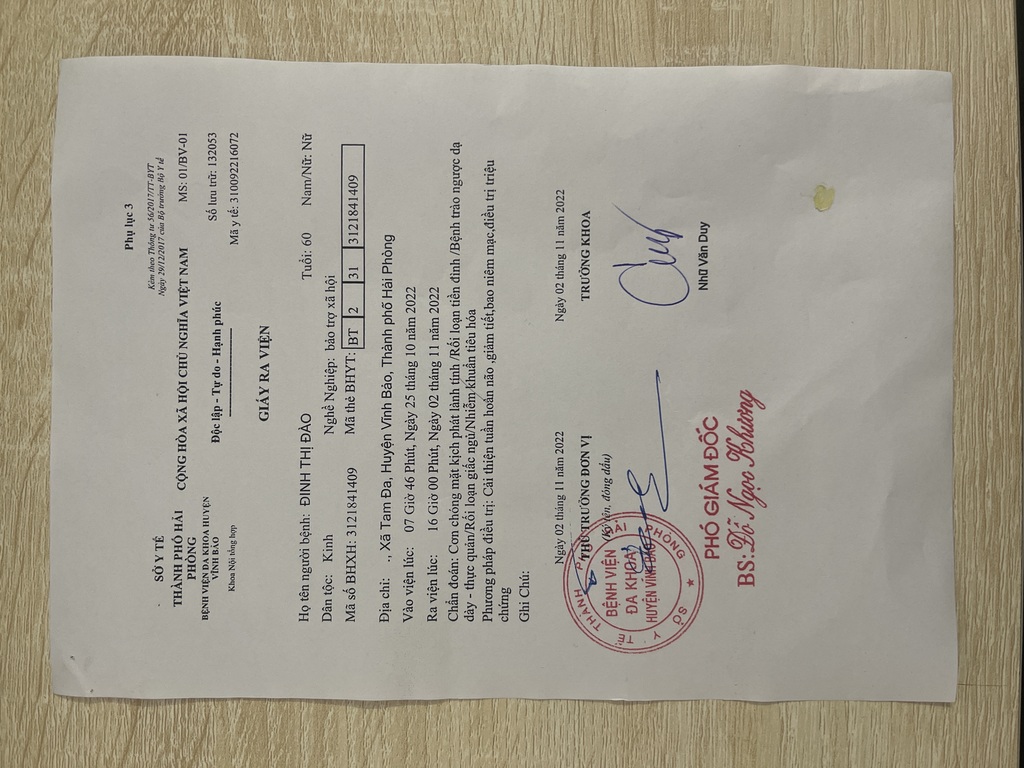 Phụ lục 3
Kèm theo Thông tư 56/2017/TT-BYT
Ngày 29/12/2017 của Bộ trưởng Bộ Y tế
SỞ Y TẾ
THÀNH PHỐ HẢI
PHÒNG
BỆNH VIỆN ĐA KHOA HUYỆN
VĨNH BẢO
Khoa Nội tổng hợp
CỘNG HÒA XÃ HỘI CHỦ NGHĨA VIỆT NAM
Độc lập - Tự do - Hạnh phúc
MS: 01/BV-01
Số lưu trữ: 132053
Mã y tế: 310092216072
GIẤY RA VIỆN
Họ tên người bệnh: ĐINH THỊ ĐÀO Tuổi: 60 Nam/Nữ: Nữ
Dân tộc: Kinh Nghề Nghiệp: bảo trợ xã hội
Mã số BHXH: 3121841409 Mã thẻ BHYT: BT 2 31 3121841409
Địa chỉ: ., Xã Tam Đa, Huyện Vĩnh Bảo, Thành phố Hải Phòng
Vào viện lúc: 07 Giờ 46 Phút, Ngày 25 tháng 10 năm 2022
Ra viện lúc: 16 Giờ 00 Phút, Ngày 02 tháng 11 năm 2022
Chẩn đoán: Cơn chóng mặt kịch phát lành tính /Rối loạn tiền đình /Bệnh trào ngược dạ
dày - thực quản/Rối loạn giấc ngủ/Nhiễm khuẩn tiêu hóa
Phương pháp điều trị: Cải thiện tuần hoàn não ,giảm tiết,bao niêm mạc,điều trị triệu
chứng
Ghi Chú:
Ngày 02 tháng 11 năm 2022 Ngày 02 tháng 11 năm 2022
THỦ TRƯỞNG ĐƠN VỊ TRƯỞNG KHOA
(Ký tên, đóng dấu)
SỞ Y TẾ THÀNH PHỐ HẢI PHÒNG
BỆNH VIỆN
ĐA KHOA
HUYỆN VĨNH BẢO
Nhữ Văn Duy
PHÓ GIÁM ĐỐC
BS: Đỗ Ngọc Khương